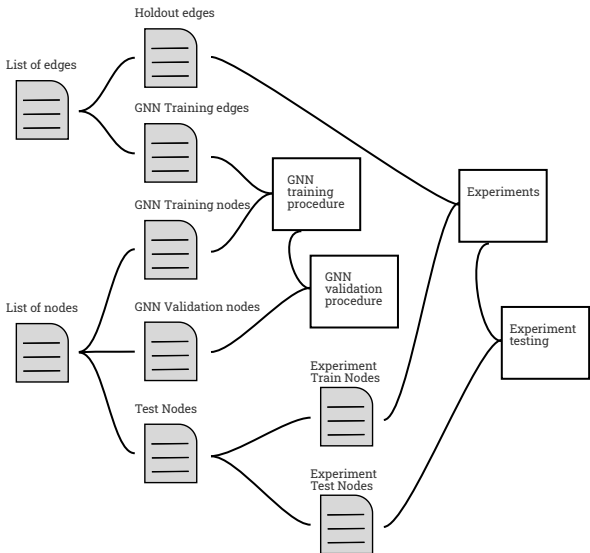 Holdout edges
List of edges
GNN Training edges
GNN
training
procedure
Experiments
GNN Training nodes
GNN
validation
procedure
List of nodes
GNN Validation nodes
Experiment
testing
Experiment
Train Nodes
Test Nodes
Experiment
Test Nodes